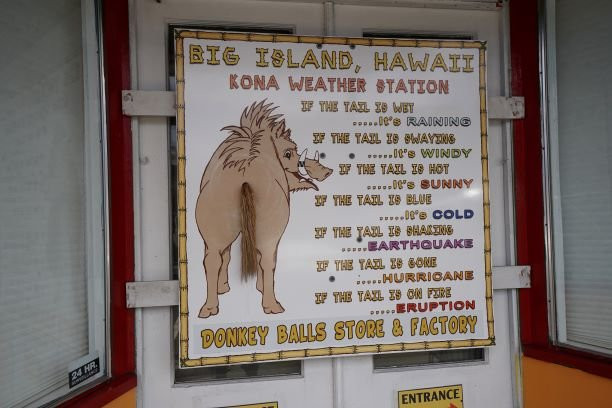 BIG ISLAND, HAWAII
KONA WEATHER STATION
IF THE TAIL IS WET
.....It's RAINING
IF THE TAIL IS SWAYING
.....It's WINDY
IF THE TAIL IS HOT
.....It's SUNNY
IF THE TAIL IS BLUE
.....It's COLD
IF THE TAIL IS SHAKING
.....EARTHQUAKE
IF THE TAIL IS GONE
.....HURRICANE
IF THE TAIL IS ON FIRE
.....ERUPTION
DONKEY BALLS STORE & FACTORY
24 HR.
ENTRANCE